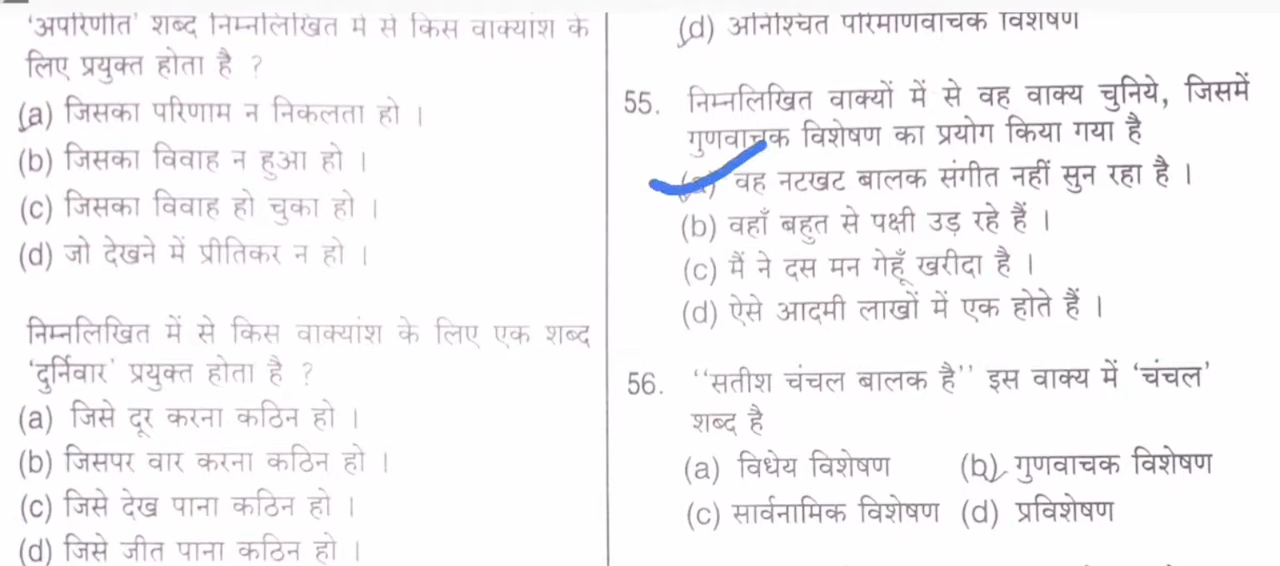 'अपरिणीत' शब्द निम्नलिखित में से किस वाक्यांश के
लिए प्रयुक्त होता है ?
(a) जिसका परिणाम न निकलता हो ।
(b) जिसका विवाह न हुआ हो ।
(c) जिसका विवाह हो चुका हो ।
(d) जो देखने में प्रीतिकर न हो ।
निम्नलिखित में से किस वाक्यांश के लिए एक शब्द
'दुर्निवार' प्रयुक्त होता है ?
(a) जिसे दूर करना कठिन हो ।
(b) जिसपर वार करना कठिन हो ।
(c) जिसे देख पाना कठिन हो ।
(d) जिसे जीत पाना कठिन हो ।
(d) अनिश्चित परिमाणवाचक विशेषण
55. निम्नलिखित वाक्यों में से वह वाक्य चुनिये, जिसमें
गुणवाचक विशेषण का प्रयोग किया गया है
(a) वह नटखट बालक संगीत नहीं सुन रहा है ।
(b) वहाँ बहुत से पक्षी उड़ रहे हैं ।
(c) मैं ने दस मन गेहूँ खरीदा है ।
(d) ऐसे आदमी लाखों में एक होते हैं ।
56. ''सतीश चंचल बालक है'' इस वाक्य में 'चंचल'
शब्द है
(a) विधेय विशेषण (b) गुणवाचक विशेषण
(c) सार्वनामिक विशेषण (d) प्रविशेषण